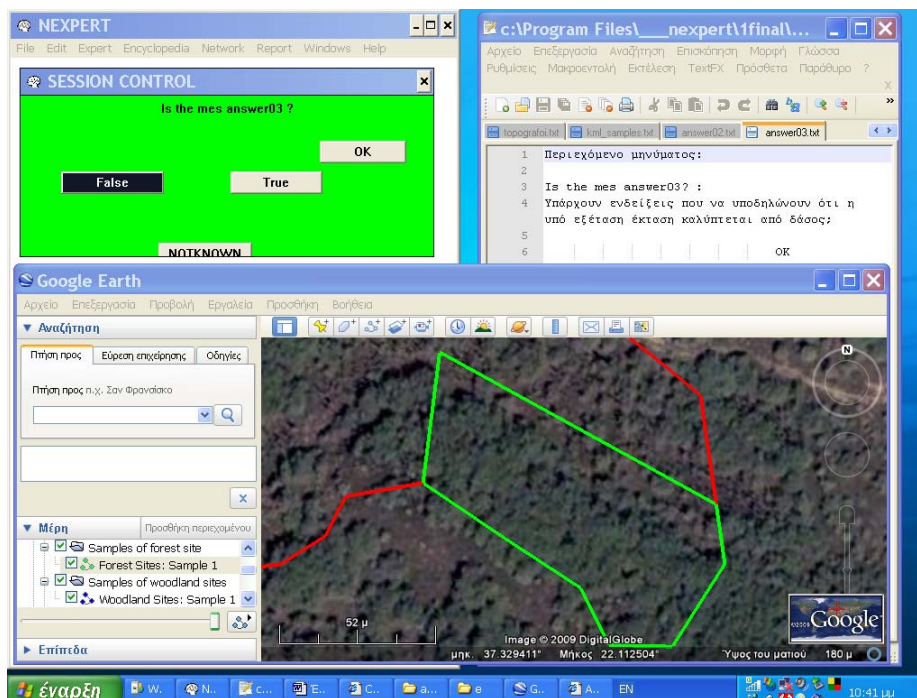 NEXPERT
File Edit Expert Encyclopedia Network Report Windows Help
SESSION CONTROL
Is the mes answer03 ?
OK
False
True
NOTKNOWN
c:\Program Files\___nexpert\1final\...
Αρχείο Επεξεργασία Αναζήτηση Επισκόπηση Μορφή Γλώσσα
Ρυθμίσεις Μακροεντολή Εκτέλεση TextFX Πρόσθετα Παράθυρο ?
X
topografoi.txt kml_samples.txt answer02.txt answer03.txt
1 Περιεχόμενο μηνύματος:
2
3 Is the mes answer03? :
4 Υπάρχουν ενδείξεις που να υποδηλώνουν ότι η
υπό εξέταση έκταση καλύπτεται από δάσος;
5
6 OK
Google Earth
Αρχείο Επεξεργασία Προβολή Εργαλεία Προσθήκη Βοήθεια
Αναζήτηση
Πτήση προς Εύρεση επιχείρησης Οδηγίες
Πτήση προς π.χ. Σαν Φρανσίσκο
Μέρη Προσθήκη περιεχομένου
Samples of forest site
Forest Sites: Sample 1
Samples of woodland sites
Woodland Sites: Sample 1
Επίπεδα
N
52 μ
Image © 2009 DigitalGlobe
©2009 Google
μηκ. 37.329411° Μήκος 22.112504° Ύψος του ματιού 180 μ
έναρξη W. N.. c... Έ.. C.. a... e G.. A.. EN 10:41 μμ